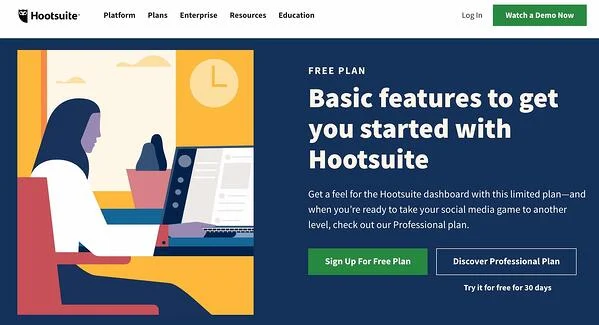 Hootsuite
Platform Plans Enterprise Resources Education
Log In
Watch a Demo Now
FREE PLAN
Basic features to get
you started with
Hootsuite
Get a feel for the Hootsuite dashboard with this limited plan—and
when you're ready to take your social media game to another
level, check out our Professional plan.
Sign Up For Free Plan
Discover Professional Plan
Try it for free for 30 days